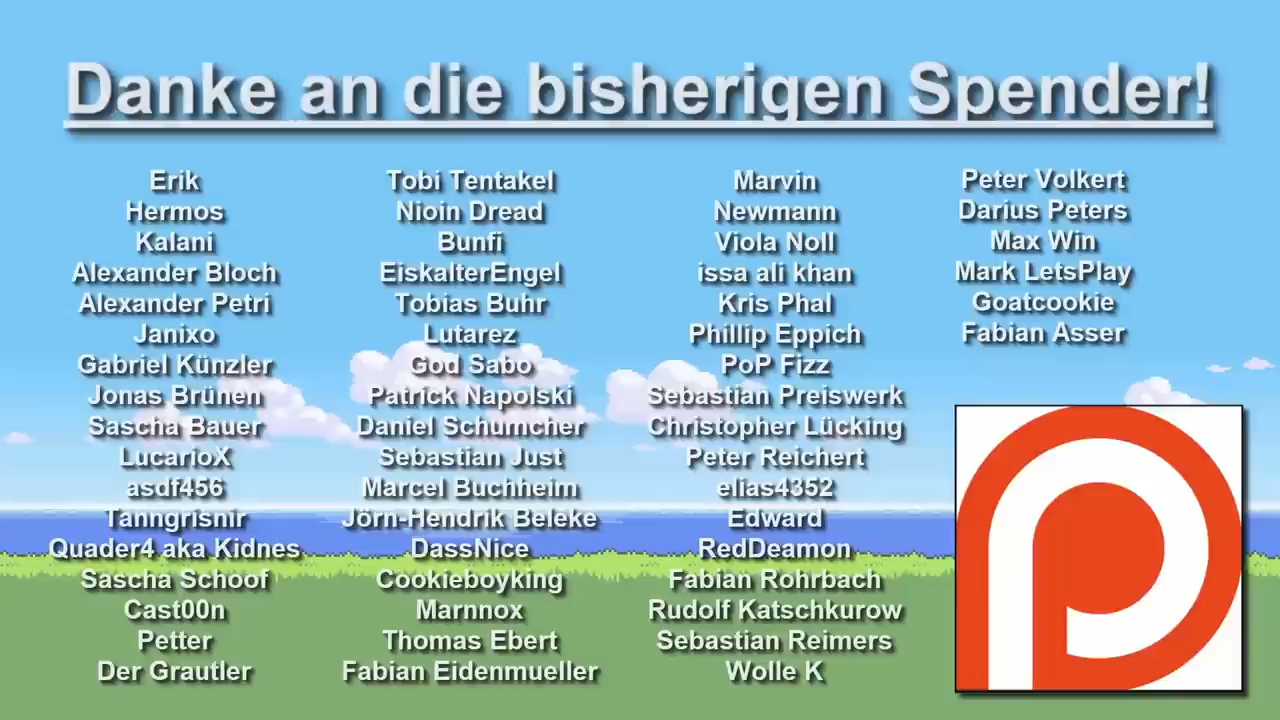 Danke an die bisherigen Spender!
Erik
Hermos
Kalani
Alexander Bloch
Alexander Petri
Janixo
Gabriel Künzler
Jonas Brünen
Sascha Bauer
LucarioX
asdf456
Tanngrisnir
Quader4 aka Kidnes
Sascha Schoof
Cast00n
Petter
Der Grautler
Tobi Tentakel
Nioin Dread
Bunfi
EiskalterEngel
Tobias Buhr
Lutarez
God Sabo
Patrick Napolski
Daniel Schumcher
Sebastian Just
Marcel Buchheim
Jörn-Hendrik Beleke
DassNice
Cookieboyking
Marnnox
Thomas Ebert
Fabian Eidenmueller
Marvin
Newmann
Viola Noll
issa ali khan
Kris Phal
Phillip Eppich
PoP Fizz
Sebastian Preiswerk
Christopher Lücking
Peter Reichert
elias4352
Edward
RedDeamon
Fabian Rohrbach
Rudolf Katschkurow
Sebastian Reimers
Wolle K
Peter Volkert
Darius Peters
Max Win
Mark LetsPlay
Goatcookie
Fabian Asser